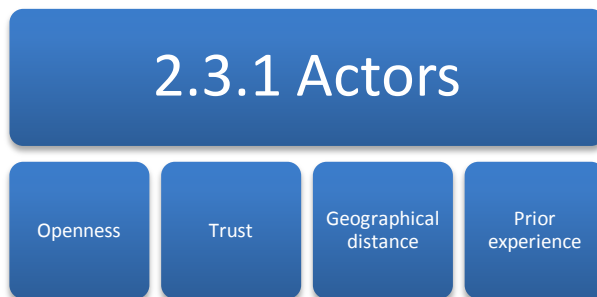 2.3.1 Actors
Openness
Trust
Geographical
distance
Prior
experience